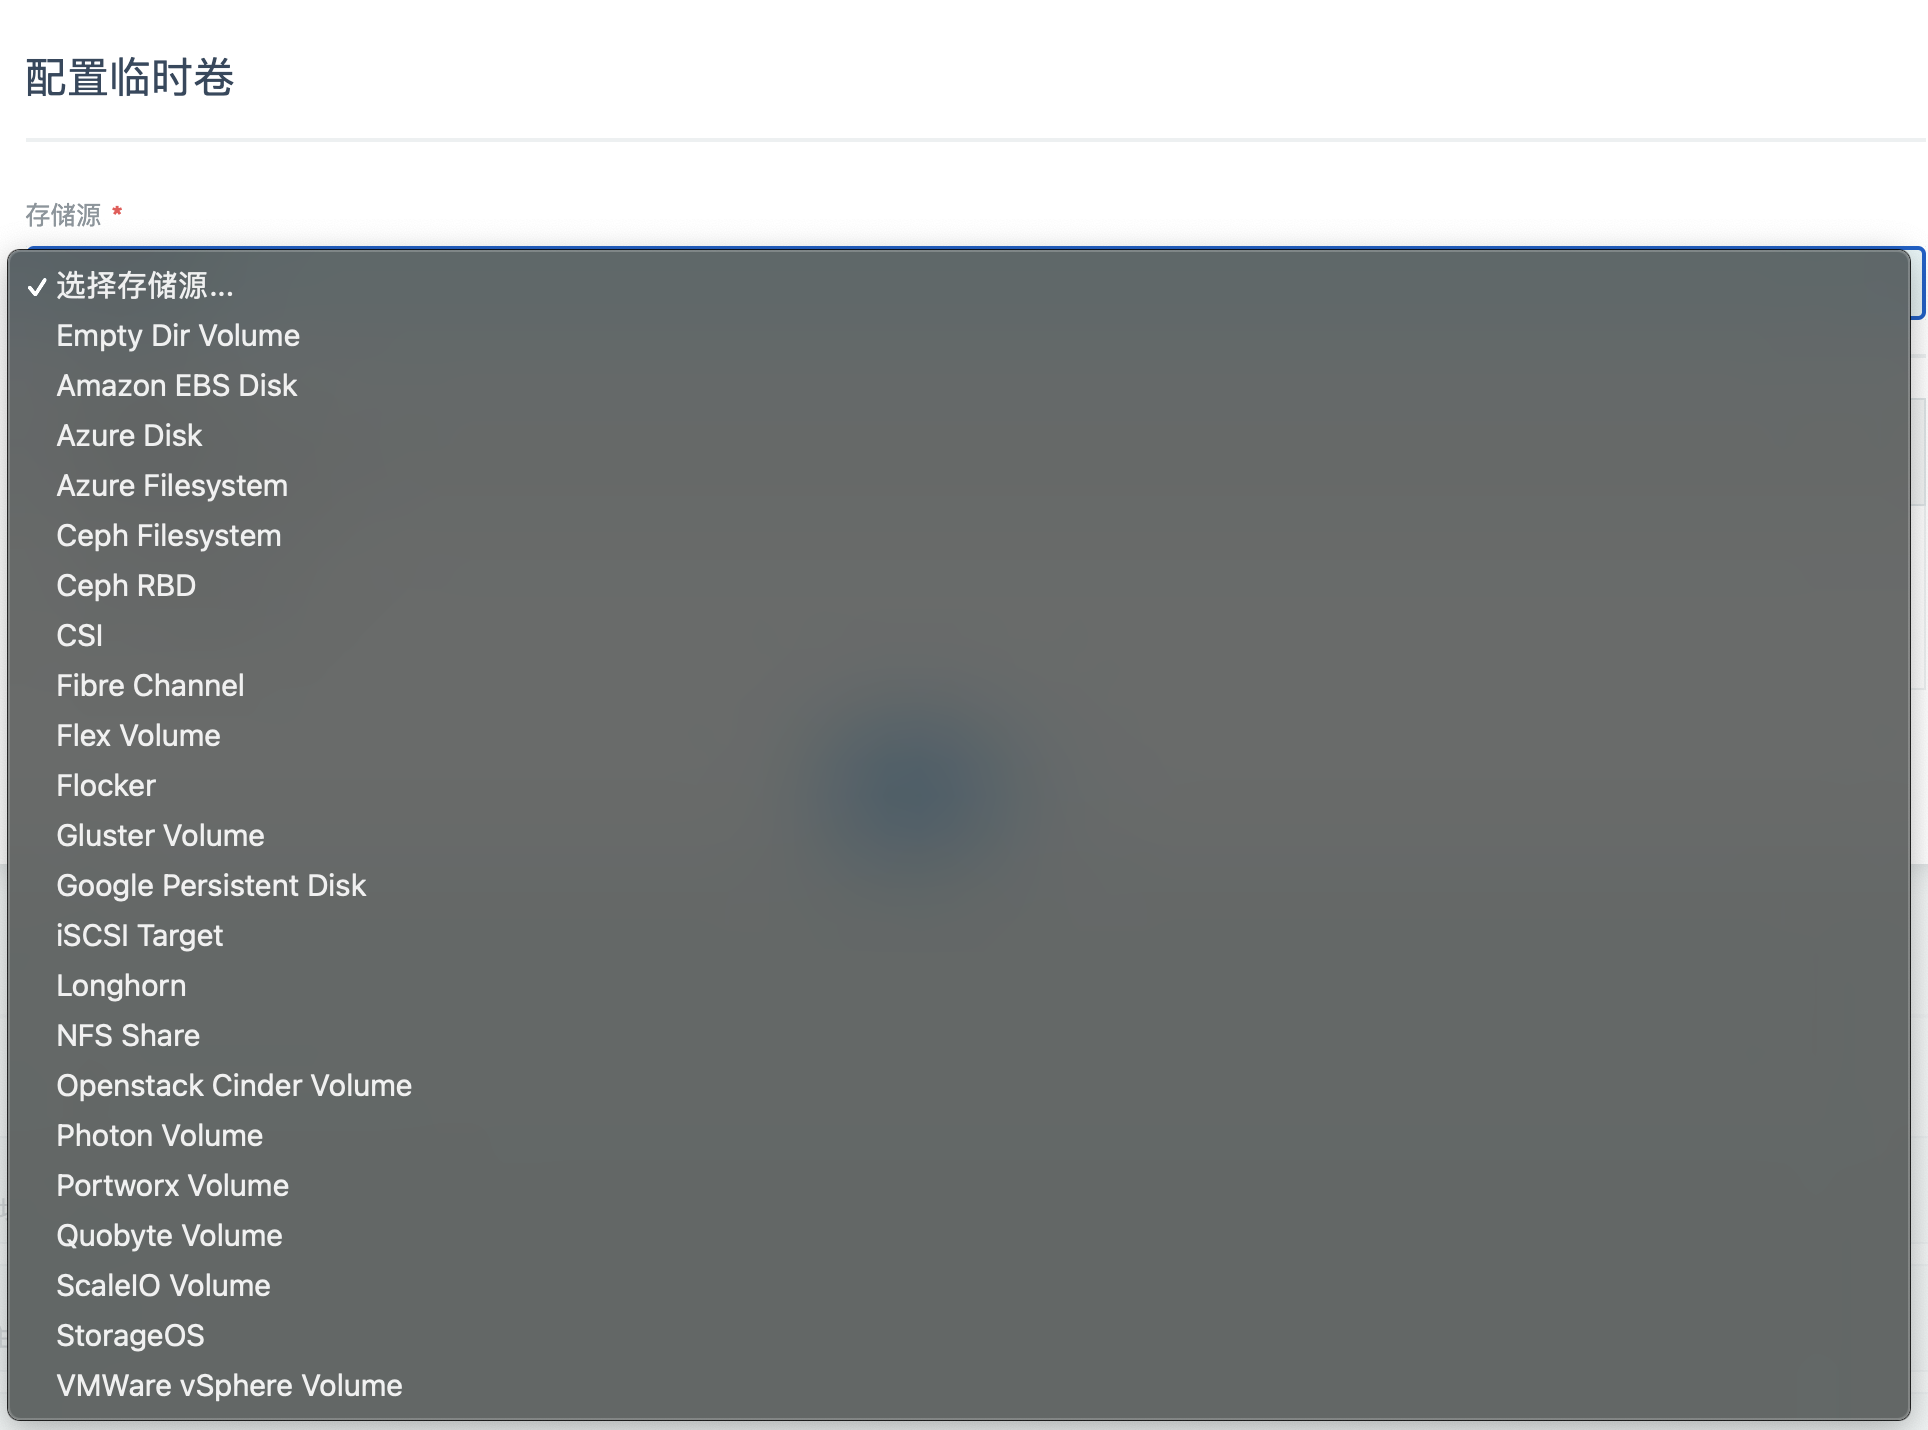 配置临时卷
存储源 *
✓ 选择存储源...
Empty Dir Volume
Amazon EBS Disk
Azure Disk
Azure Filesystem
Ceph Filesystem
Ceph RBD
CSI
Fibre Channel
Flex Volume
Flocker
Gluster Volume
Google Persistent Disk
iSCSI Target
Longhorn
NFS Share
Openstack Cinder Volume
Photon Volume
Portworx Volume
Quobyte Volume
ScaleIO Volume
StorageOS
VMWare vSphere Volume